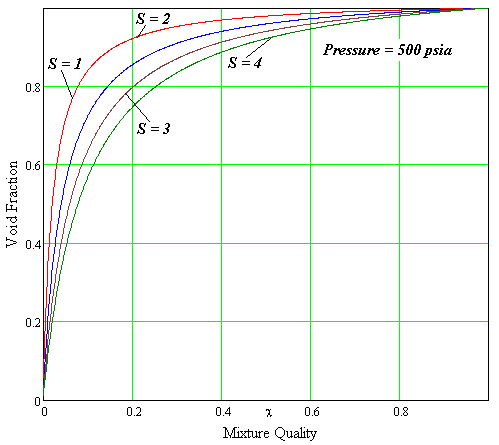 S = 2
Pressure = 500 psia
S = 1
S = 4
0.8
S = 3
0.6
Void Fraction
0.4
0.2
0
0 0.2 0.4 χ 0.6 0.8
Mixture Quality